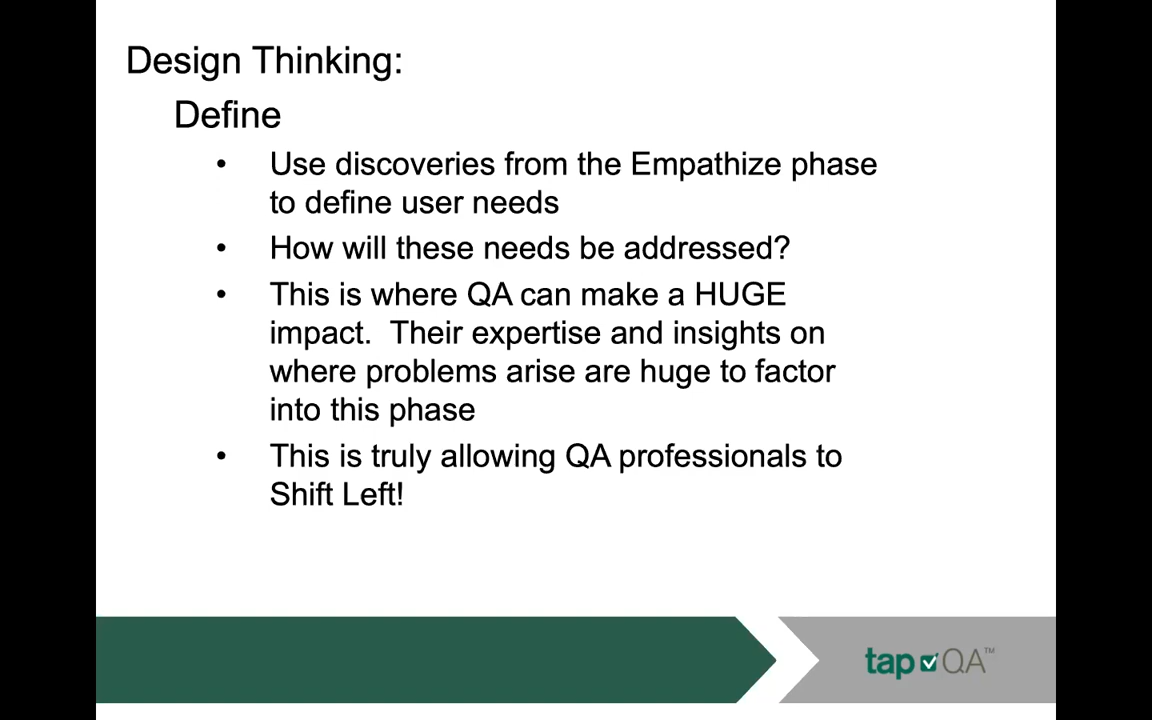 Design Thinking:
Define
• Use discoveries from the Empathize phase
to define user needs
• How will these needs be addressed?
• This is where QA can make a HUGE
impact.  Their expertise and insights on
where problems arise are huge to factor
into this phase
• This is truly allowing QA professionals to
Shift Left!
tap QA™